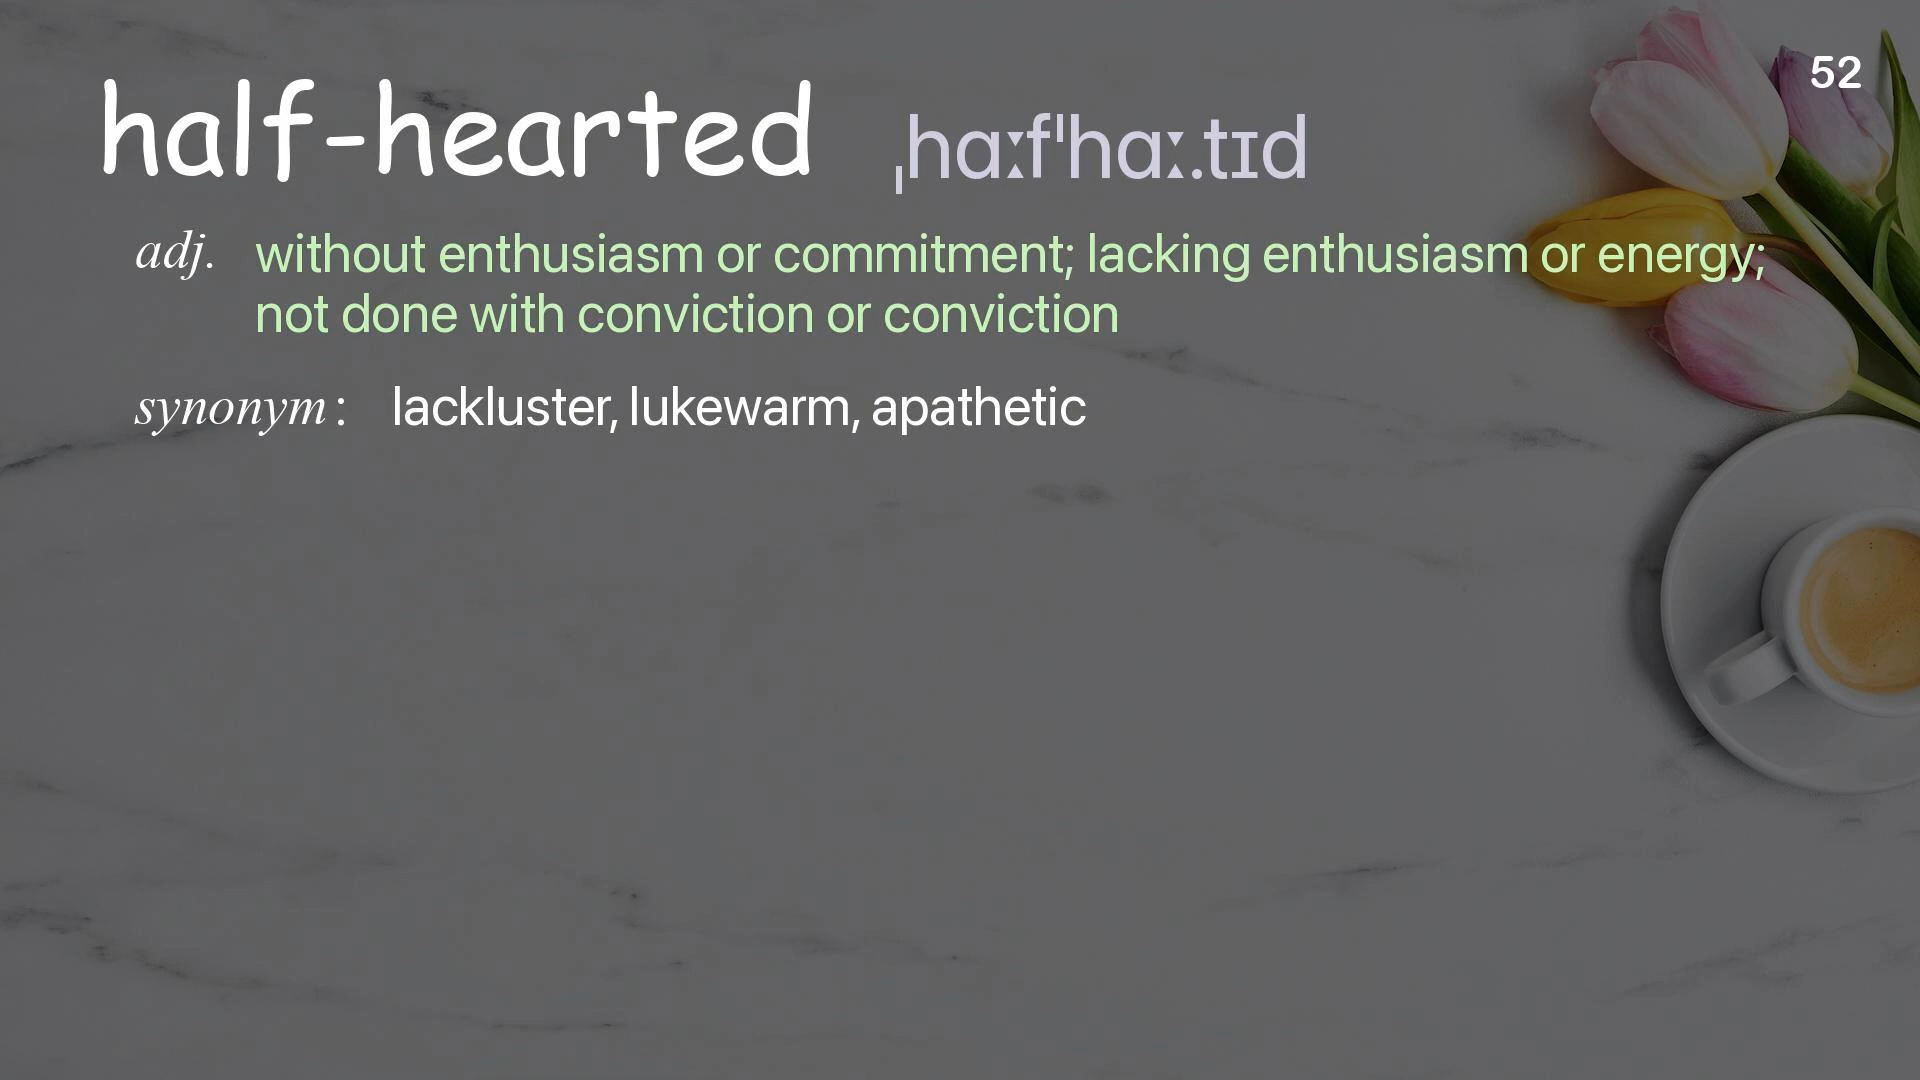 52
half-hearted ˌhɑːfˈhɑː.tɪd
adj. without enthusiasm or commitment; lacking enthusiasm or energy;
not done with conviction or conviction
synonym: lackluster, lukewarm, apathetic